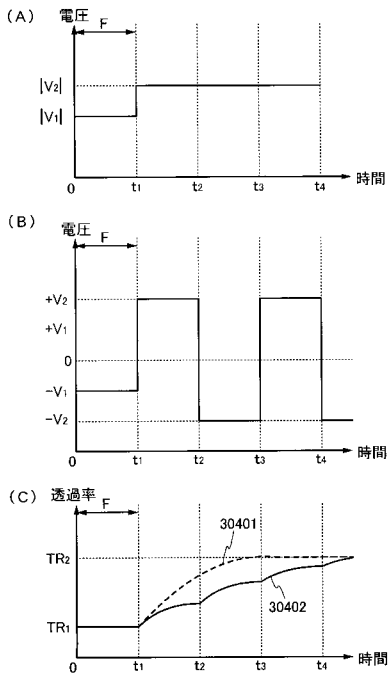 (A)
電圧
F
|V2|
|V1|
0
t1
t2
t3
t4
時間
(B)
電圧
F
+V2
+V1
0
-V1
-V2
0
t1
t2
t3
t4
時間
(C)
透過率
F
30401
TR2
30402
TR1
0
t1
t2
t3
t4
時間